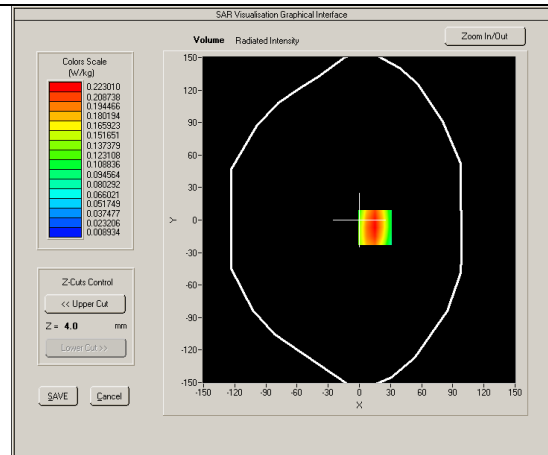 SAR Visualisation Graphical Interface
Volume Radiated Intensity
Zoom In/Out
Colors Scale
(W/kg)
0.223010
0.208738
0.194466
0.180194
0.165923
0.151651
0.137379
0.123108
0.108836
0.094564
0.080292
0.066021
0.051749
0.037477
0.023206
0.008934
Z-Cuts Control
<< Upper Cut
Z = 4.0 mm
Lower Cut >>
SAVE Cancel
150
120
90
60
30
0
-30
-60
-90
-120
-150
Y
-150 -120 -90 -60 -30 0 30 60 90 120 150
X